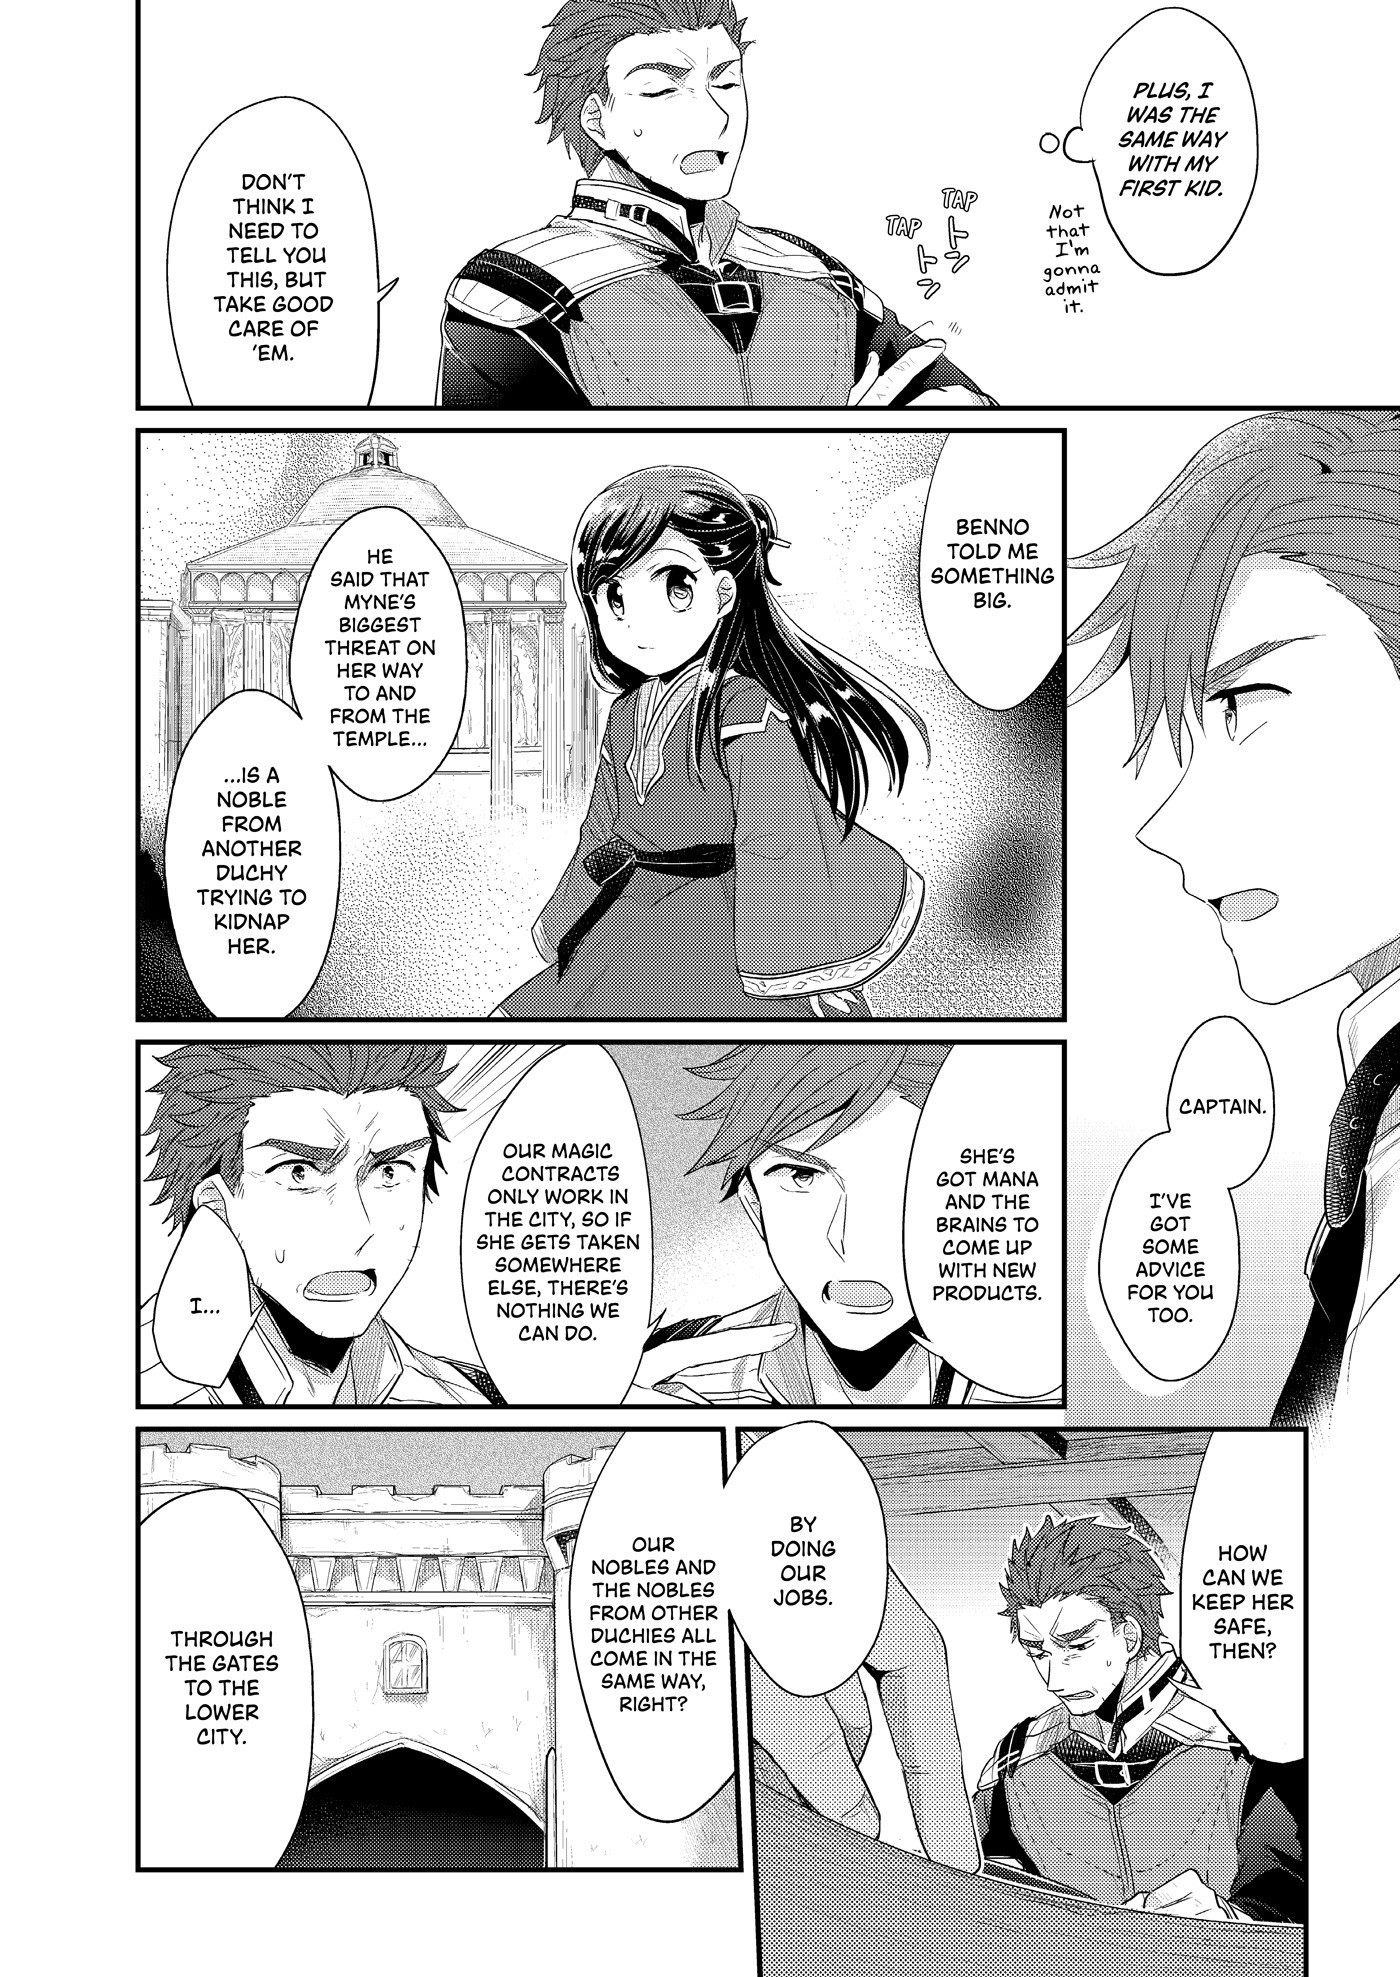 PLUS, I
WAS THE
SAME WAY
WITH MY
FIRST KID.
Not
that
I'm
gonna
admit
it.
TAP
トン
TAP
トン
DON'T
THINK I
NEED TO
TELL YOU
THIS, BUT
TAKE GOOD
CARE OF
'EM.
CAPTAIN.
I'VE
GOT
SOME
ADVICE
FOR YOU
TOO.
BENNO
TOLD ME
SOMETHING
BIG.
HE
SAID THAT
MYNE'S
BIGGEST
THREAT ON
HER WAY
TO AND
FROM THE
TEMPLE...
...IS A
NOBLE
FROM
ANOTHER
DUCHY
TRYING TO
KIDNAP
HER.
SHE'S
GOT MANA
AND THE
BRAINS TO
COME UP
WITH NEW
PRODUCTS.
OUR MAGIC
CONTRACTS
ONLY WORK IN
THE CITY, SO IF
SHE GETS TAKEN
SOMEWHERE
ELSE, THERE'S
NOTHING WE
CAN DO.
I...
HOW
CAN WE
KEEP HER
SAFE,
THEN?
BY
DOING
OUR
JOBS.
OUR
NOBLES AND
THE NOBLES
FROM OTHER
DUCHIES ALL
COME IN THE
SAME WAY,
RIGHT?
THROUGH
THE GATES
TO THE
LOWER
CITY.